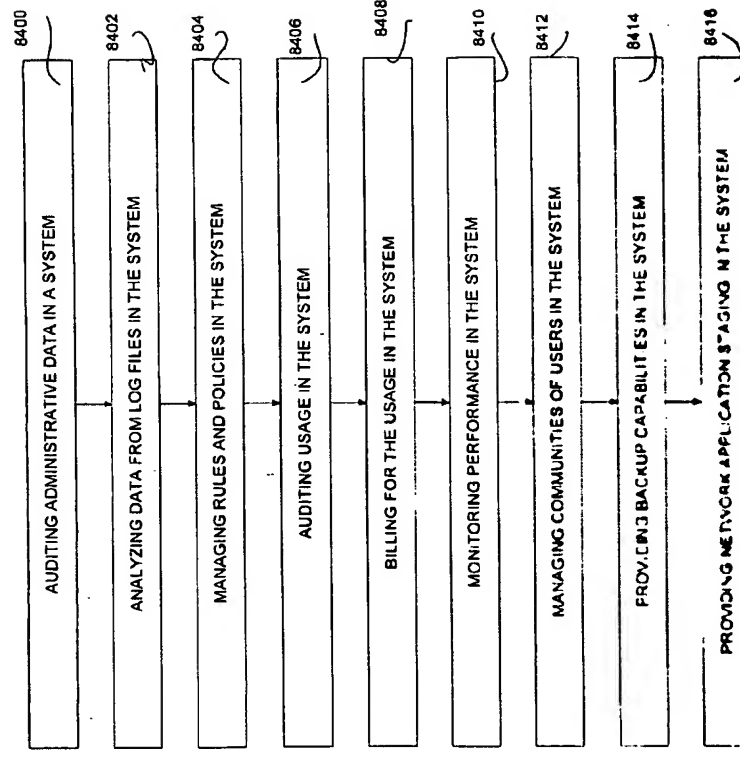 8400
AUDITING ADMINISTRATIVE DATA IN A SYSTEM
8402
ANALYZING DATA FROM LOG FILES IN THE SYSTEM
8404
MANAGING RULES AND POLICIES IN THE SYSTEM
8406
AUDITING USAGE IN THE SYSTEM
8408
BILLING FOR THE USAGE IN THE SYSTEM
8410
MONITORING PERFORMANCE IN THE SYSTEM
8412
MANAGING COMMUNITIES OF USERS IN THE SYSTEM
8414
PROVIDING BACKUP CAPABILITIES IN THE SYSTEM
8416
PROVIDING NETWORK APPLICATION STAGING IN THE SYSTEM